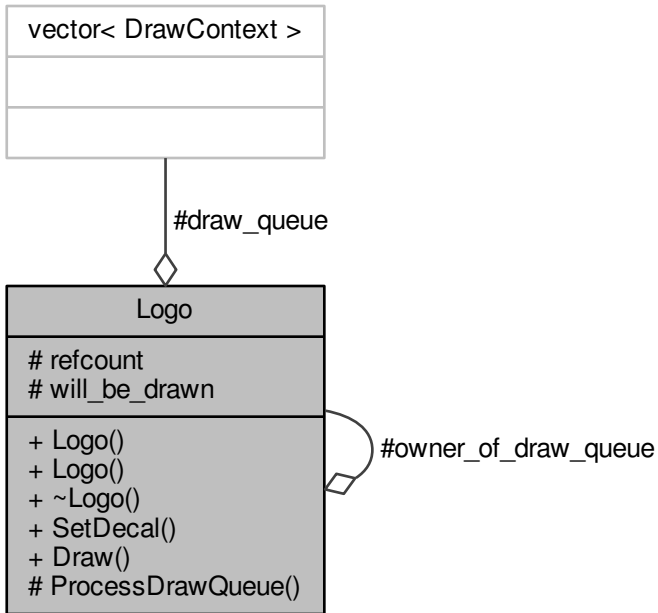 vector< DrawContext >
#draw_queue
Logo
# refcount
# will_be_drawn
+ Logo()
+ Logo()
+ ~Logo()
+ SetDecal()
+ Draw()
# ProcessDrawQueue()
#owner_of_draw_queue